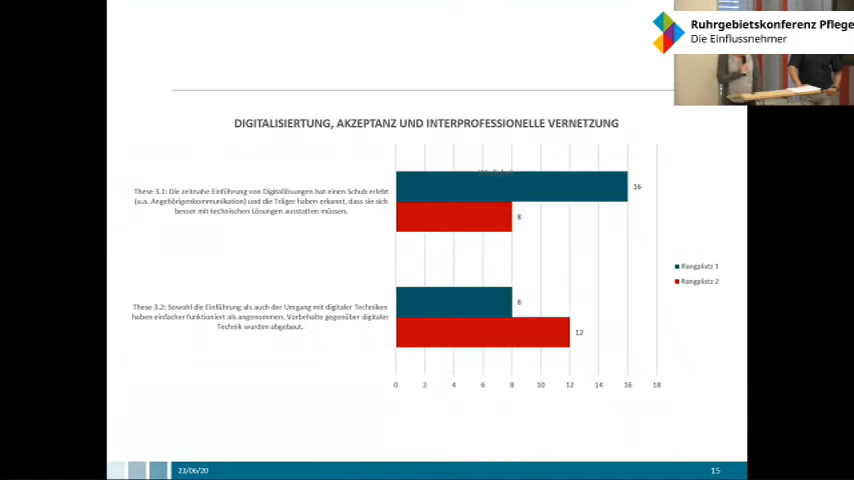 Ruhrgebietskonferenz Pflege
Die Einflussnehmer
DIGITALISIERTUNG, AKZEPTANZ UND INTERPROFESSIONELLE VERNETZUNG
These 3.1: Die zeitnahe Einführung von Digitallösungen hat einen Schub erlebt
(u.a. Angehörigenkommunikation) und die Träger haben erkannt, dass sie sich
besser mit technischen Lösungen ausstatten müssen.
16
8
These 3.2: Sowohl die Einführung als auch der Umgang mit digitaler Techniken
haben einfacher funktioniert als angenommen. Vorbehalte gegenüber digitaler
Technik wurden abgebaut.
8
12
Rangplatz 1
Rangplatz 2
0 2 4 6 8 10 12 14 16 18
23/06/20
15